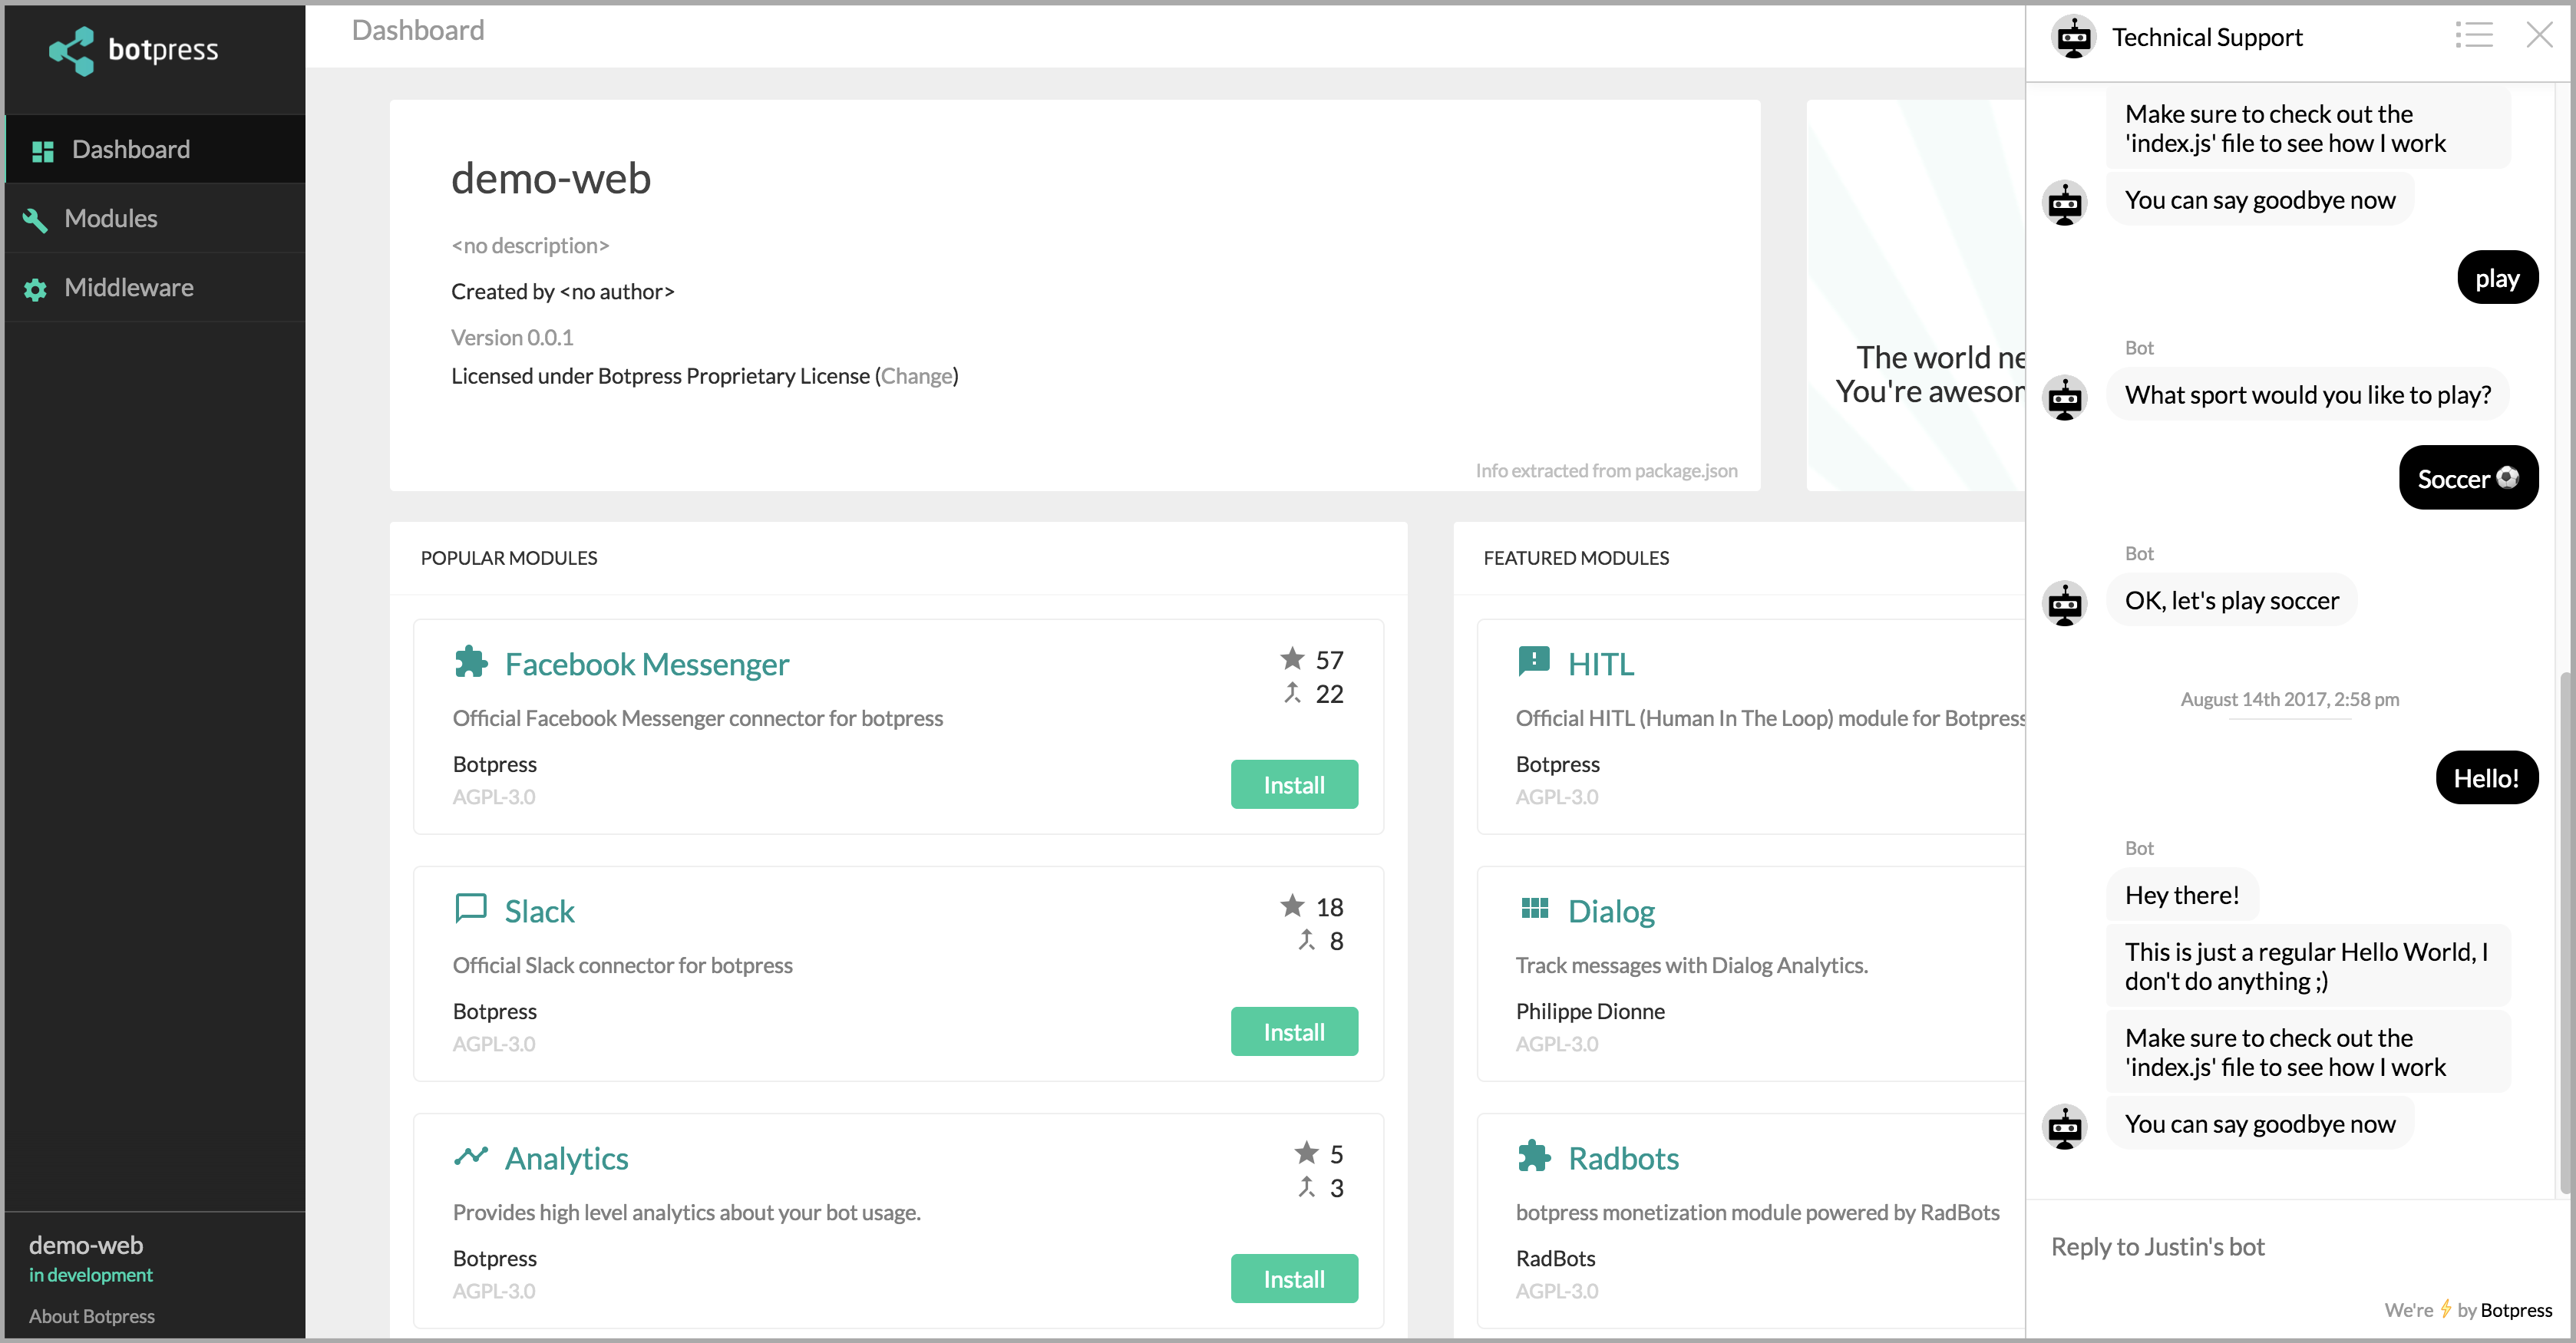 botpress
Dashboard
Modules
Middleware
demo-web
in development
About Botpress
Dashboard
demo-web
<no description>
Created by <no author>
Version 0.0.1
Licensed under Botpress Proprietary License (Change)
Info extracted from package.json
The world ne
You're awesom
POPULAR MODULES
Facebook Messenger
57
22
Official Facebook Messenger connector for botpress
Botpress
AGPL-3.0
Install
Slack
18
8
Official Slack connector for botpress
Botpress
AGPL-3.0
Install
Analytics
5
3
Provides high level analytics about your bot usage.
Botpress
AGPL-3.0
Install
FEATURED MODULES
HITL
Official HITL (Human In The Loop) module for Botpress
Botpress
AGPL-3.0
Dialog
Track messages with Dialog Analytics.
Philippe Dionne
AGPL-3.0
Radbots
botpress monetization module powered by RadBots
RadBots
AGPL-3.0
Technical Support
Make sure to check out the
'index.js' file to see how I work
You can say goodbye now
play
Bot
What sport would you like to play?
Soccer ⚽
Bot
OK, let's play soccer
August 14th 2017, 2:58 pm
Hello!
Bot
Hey there!
This is just a regular Hello World, I
don't do anything ;)
Make sure to check out the
'index.js' file to see how I work
You can say goodbye now
Reply to Justin's bot
We're ⚡ by Botpress